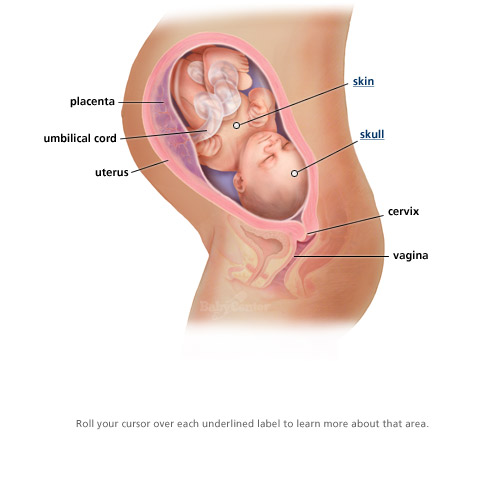 skin
placenta
skull
umbilical cord
uterus
cervix
vagina
BabyCenter
Roll your cursor over each underlined label to learn more about that area.